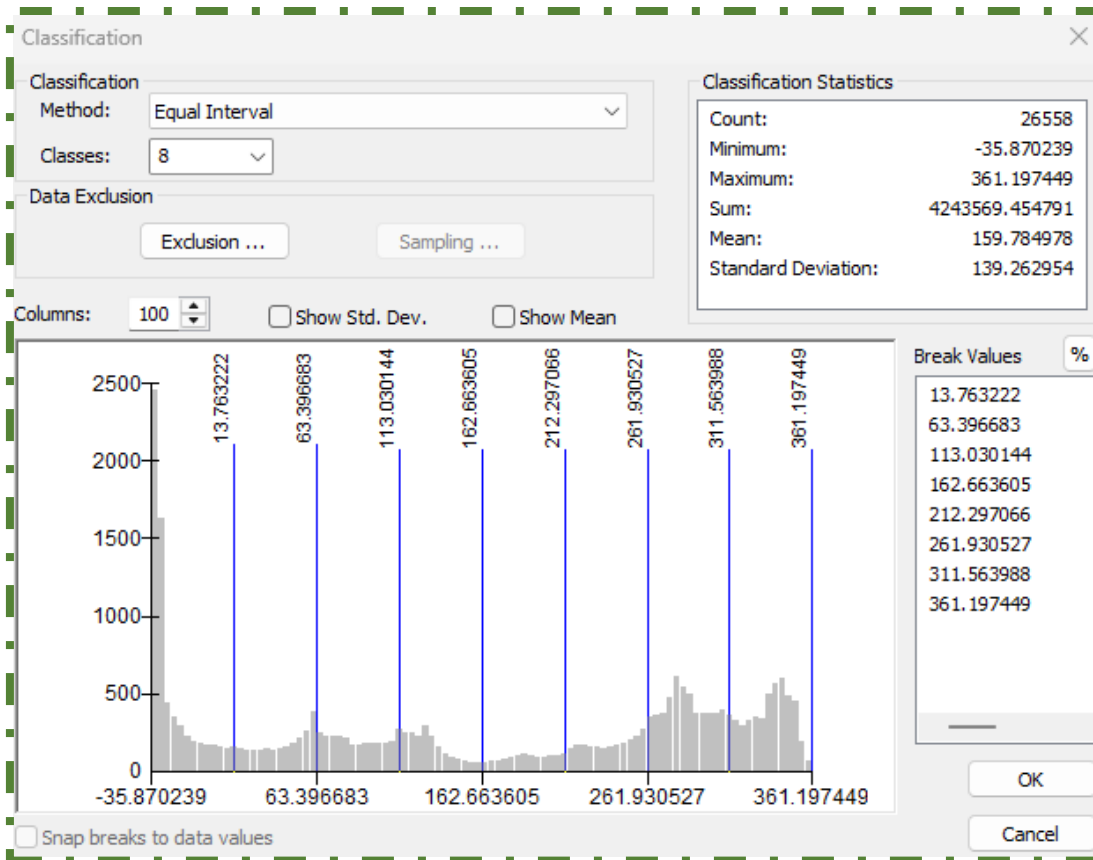 Classification
Classification
Method: Equal Interval
Classes: 8
Data Exclusion
Exclusion ...
Sampling ...
Classification Statistics
Count: 26558
Minimum: -35.870239
Maximum: 361.197449
Sum: 4243569.454791
Mean: 159.784978
Standard Deviation: 139.262954
Columns: 100
Show Std. Dev.
Show Mean
Break Values
%
13.763222
63.396683
113.030144
162.663605
212.297066
261.930527
311.563988
361.197449
2500
2000
1500
1000
500
0
13.763222
63.396683
113.030144
162.663605
212.297066
261.930527
311.563988
361.197449
-35.870239
63.396683
162.663605
261.930527
361.197449
OK
Cancel
Snap breaks to data values